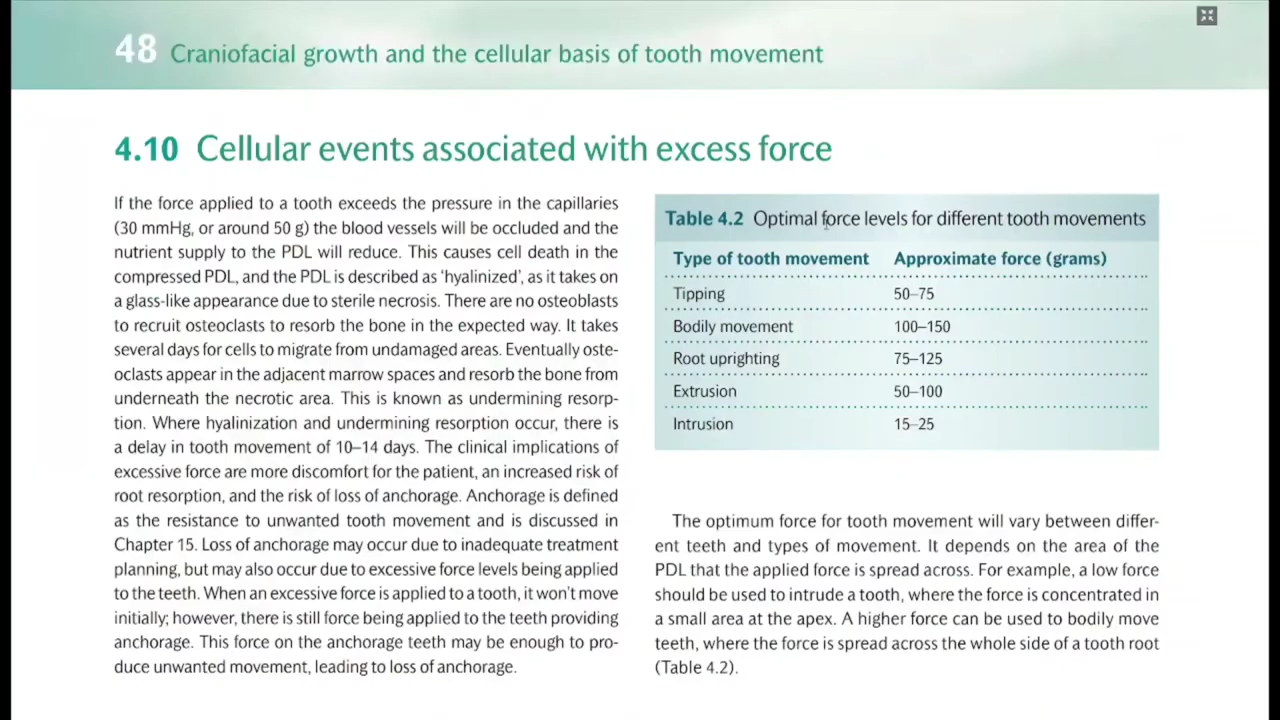 48 Craniofacial growth and the cellular basis of tooth movement
4.10 Cellular events associated with excess force
If the force applied to a tooth exceeds the pressure in the capillaries
(30 mmHg, or around 50 g) the blood vessels will be occluded and the
nutrient supply to the PDL will reduce. This causes cell death in the
compressed PDL, and the PDL is described as ‘hyalinized’, as it takes on
a glass-like appearance due to sterile necrosis. There are no osteoblasts
to recruit osteoclasts to resorb the bone in the expected way. It takes
several days for cells to migrate from undamaged areas. Eventually oste-
oclasts appear in the adjacent marrow spaces and resorb the bone from
underneath the necrotic area. This is known as undermining resorp-
tion. Where hyalinization and undermining resorption occur, there is
a delay in tooth movement of 10–14 days. The clinical implications of
excessive force are more discomfort for the patient, an increased risk of
root resorption, and the risk of loss of anchorage. Anchorage is defined
as the resistance to unwanted tooth movement and is discussed in
Chapter 15. Loss of anchorage may occur due to inadequate treatment
planning, but may also occur due to excessive force levels being applied
to the teeth. When an excessive force is applied to a tooth, it won’t move
initially; however, there is still force being applied to the teeth providing
anchorage. This force on the anchorage teeth may be enough to pro-
duce unwanted movement, leading to loss of anchorage.
Table 4.2 Optimal force levels for different tooth movements
Type of tooth movement Approximate force (grams)
Tipping 50–75
Bodily movement 100–150
Root uprighting 75–125
Extrusion 50–100
Intrusion 15–25
The optimum force for tooth movement will vary between differ-
ent teeth and types of movement. It depends on the area of the
PDL that the applied force is spread across. For example, a low force
should be used to intrude a tooth, where the force is concentrated in
a small area at the apex. A higher force can be used to bodily move
teeth, where the force is spread across the whole side of a tooth root
(Table 4.2).